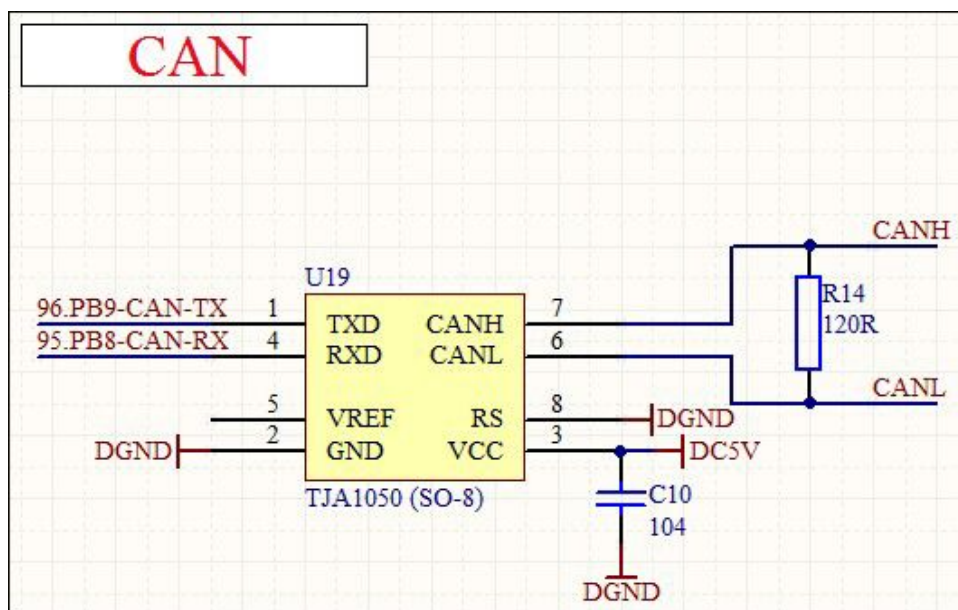 CAN
U19
96.PB9-CAN-TX 1 TXD CANH 7 CANH
95.PB8-CAN-RX 4 RXD CANL 6 CANL
R14
120R
5 VREF RS 8 DGND
DGND 2 GND VCC 3 DC5V
TJA1050 (SO-8)
C10
104
DGND